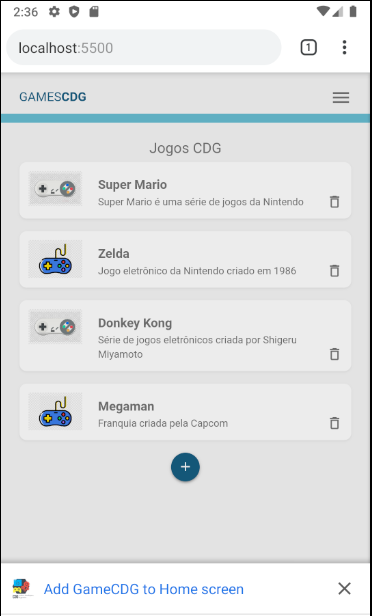 2:36
localhost:5500
1
GAMESCDG
Jogos CDG
Super Mario
Super Mario é uma série de jogos da Nintendo
Zelda
Jogo eletrônico da Nintendo criado em 1986
Donkey Kong
Série de jogos eletrônicos criada por Shigeru
Miyamoto
Megaman
Franquia criada pela Capcom
+
Add GameCDG to Home screen